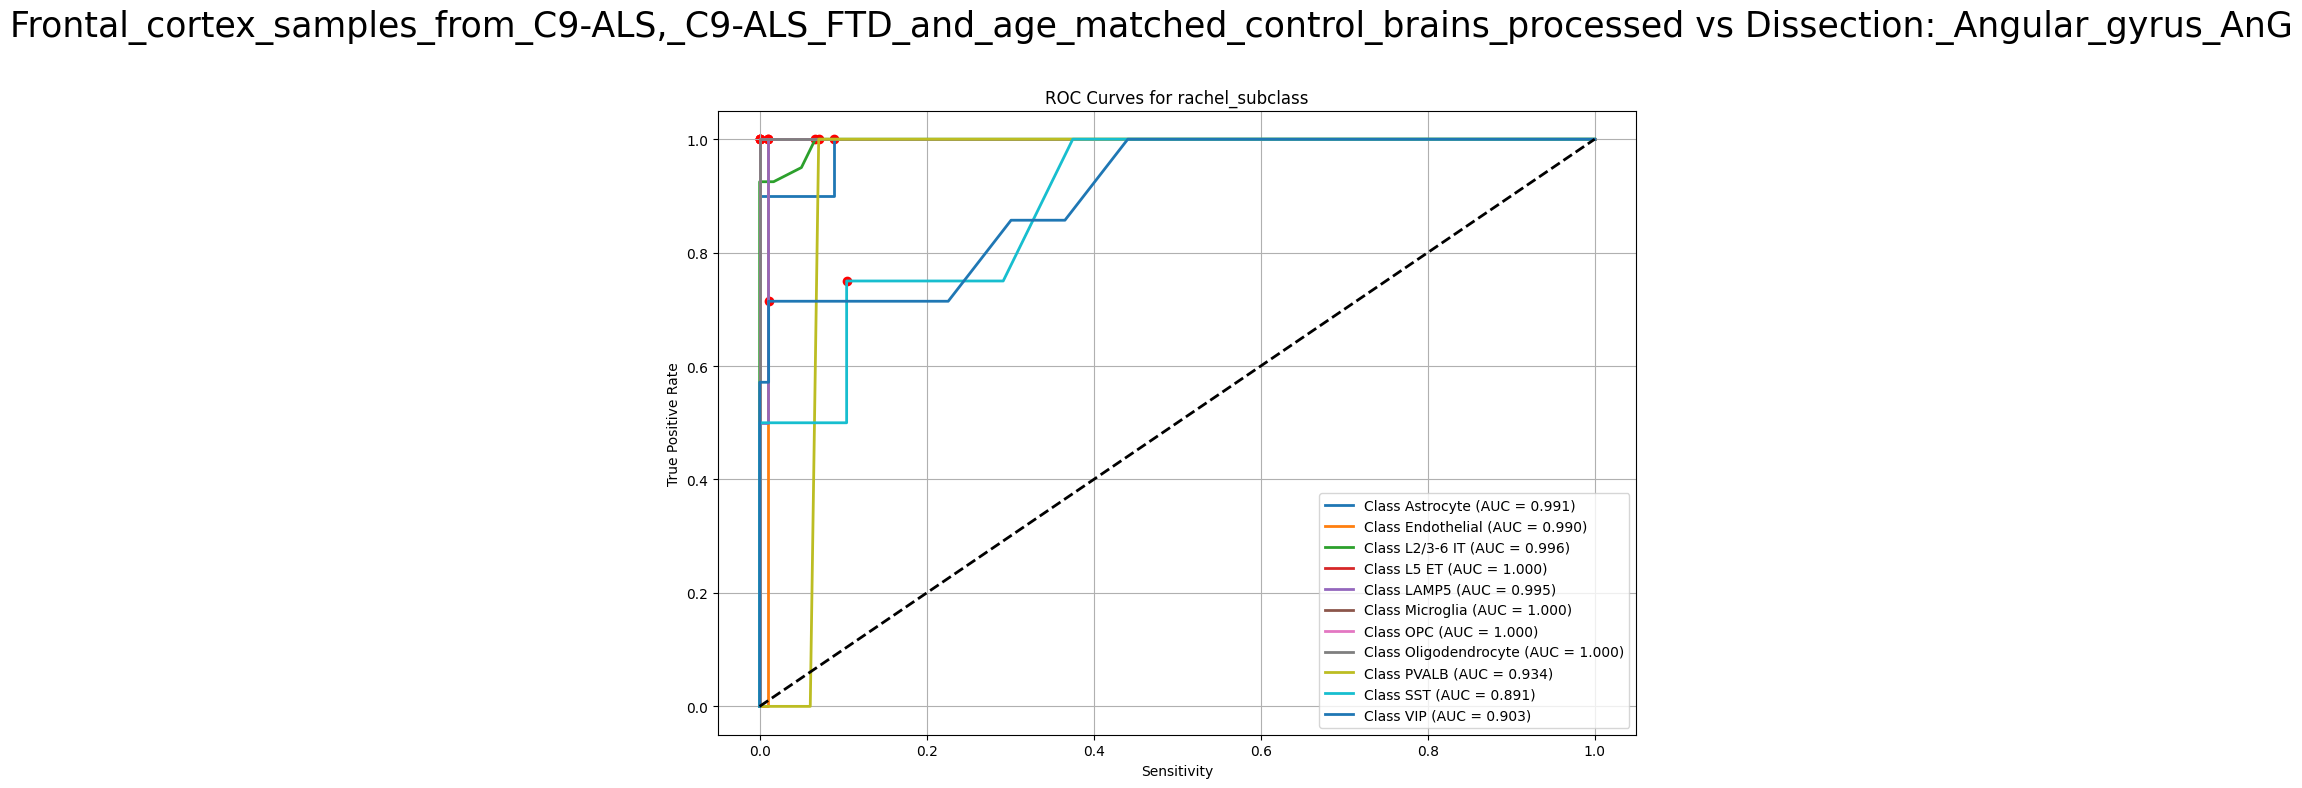 Frontal_cortex_samples_from_C9-ALS,_C9-ALS_FTD_and_age_matched_control_brains_processed vs Dissection:_Angular_gyrus_AnG
ROC Curves for rachel_subclass
1.0
0.8
0.6
0.4
0.2
0.0
True Positive Rate
Class Astrocyte (AUC = 0.991)
Class Endothelial (AUC = 0.990)
Class L2/3-6 IT (AUC = 0.996)
Class L5 ET (AUC = 1.000)
Class LAMP5 (AUC = 0.995)
Class Microglia (AUC = 1.000)
Class OPC (AUC = 1.000)
Class Oligodendrocyte (AUC = 1.000)
Class PVALB (AUC = 0.934)
Class SST (AUC = 0.891)
Class VIP (AUC = 0.903)
0.0 0.2 0.4 0.6 0.8 1.0
Sensitivity